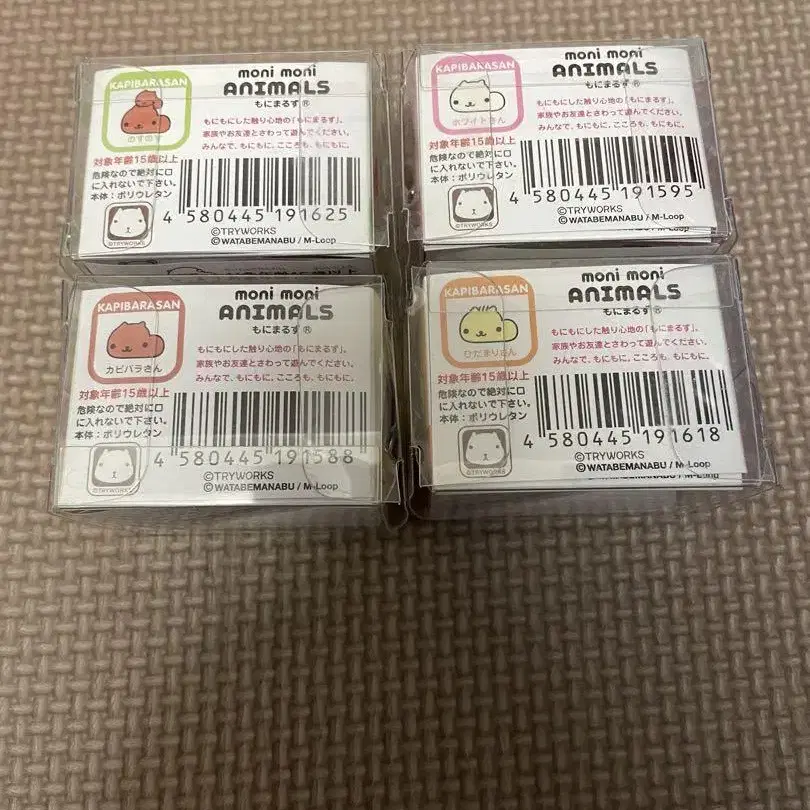 KAPIBARASAN
のすのす
moni moni
ANIMALS
もにまるず®
もにもにした触り心地の「もにまるず」。
家族やお友達とさわって遊んでください。
みんなで、もにもに。こころも、もにもに。
対象年齢15歳以上
危険なので絶対に口
に入れないで下さい。
本体:ポリウレタン
4 580445 191625
©TRYWORKS
©WATABEMANABU / M-Loop
KAPIBARASAN
ホワイトさん
moni moni
ANIMALS
もにまるず®
もにもにした触り心地の「もにまるず」。
家族やお友達とさわって遊んでください。
みんなで、もにもに。こころも、もにもに。
対象年齢15歳以上
危険なので絶対に口
に入れないで下さい。
本体:ポリウレタン
4 580445 191595
©TRYWORKS
©TRYWORKS
©WATABEMANABU / M-Loop
KAPIBARASAN
カピバラさん
moni moni
ANIMALS
もにまるず®
もにもにした触り心地の「もにまるず」。
家族やお友達とさわって遊んでください。
みんなで、もにもに。こころも、もにもに。
対象年齢15歳以上
危険なので絶対に口
に入れないで下さい。
本体:ポリウレタン
4 580445 191588
©TRYWORKS
©TRYWORKS
©WATABEMANABU / M-Loop
KAPIBARASAN
ひだまりさん
moni moni
ANIMALS
もにまるず®
もにもにした触り心地の「もにまるず」。
家族やお友達とさわって遊んでください。
みんなで、もにもに。こころも、もにもに。
対象年齢15歳以上
危険なので絶対に口
に入れないで下さい。
本体:ポリウレタン
4 580445 191618
©TRYWORKS
©TRYWORKS
©WATABEMANABU / M-Loop